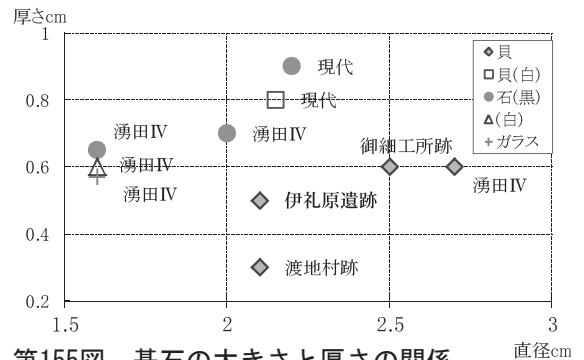 厚さcm
1
0.8
0.6
0.4
0.2
1.5
2
2.5
3
直径cm
現代
現代
湧田Ⅳ
湧田Ⅳ
湧田Ⅳ
湧田Ⅳ
御細工所跡
湧田Ⅳ
伊礼原遺跡
渡地村跡
貝
貝(白)
石(黒)
(白)
ガラス
第155図 碁石の大きさと厚さの関係